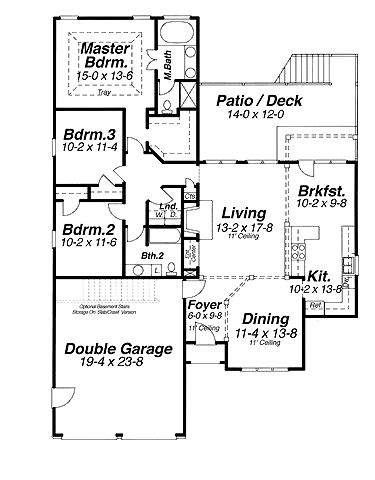 Master
Bdrm.
15-0 x 13-6
Tray
M.Bath
Patio / Deck
14-0 x 12-0
Bdrm.3
10-2 x 11-4
Brkfst.
10-2 x 9-8
Cts
Lnd.
W. D.
Living
13-2 x 17-8
11' Ceiling
Bdrm.2
10-2 x 11-6
Bth.2
L
Kit.
10-2 x 13-8
Ref.
Optional Basement Stairs
Storage On Slab/Crawl Version
Foyer
6-0 x 9-8
11' Ceiling
Dining
11-4 x 13-8
11' Ceiling
Double Garage
19-4 x 23-8